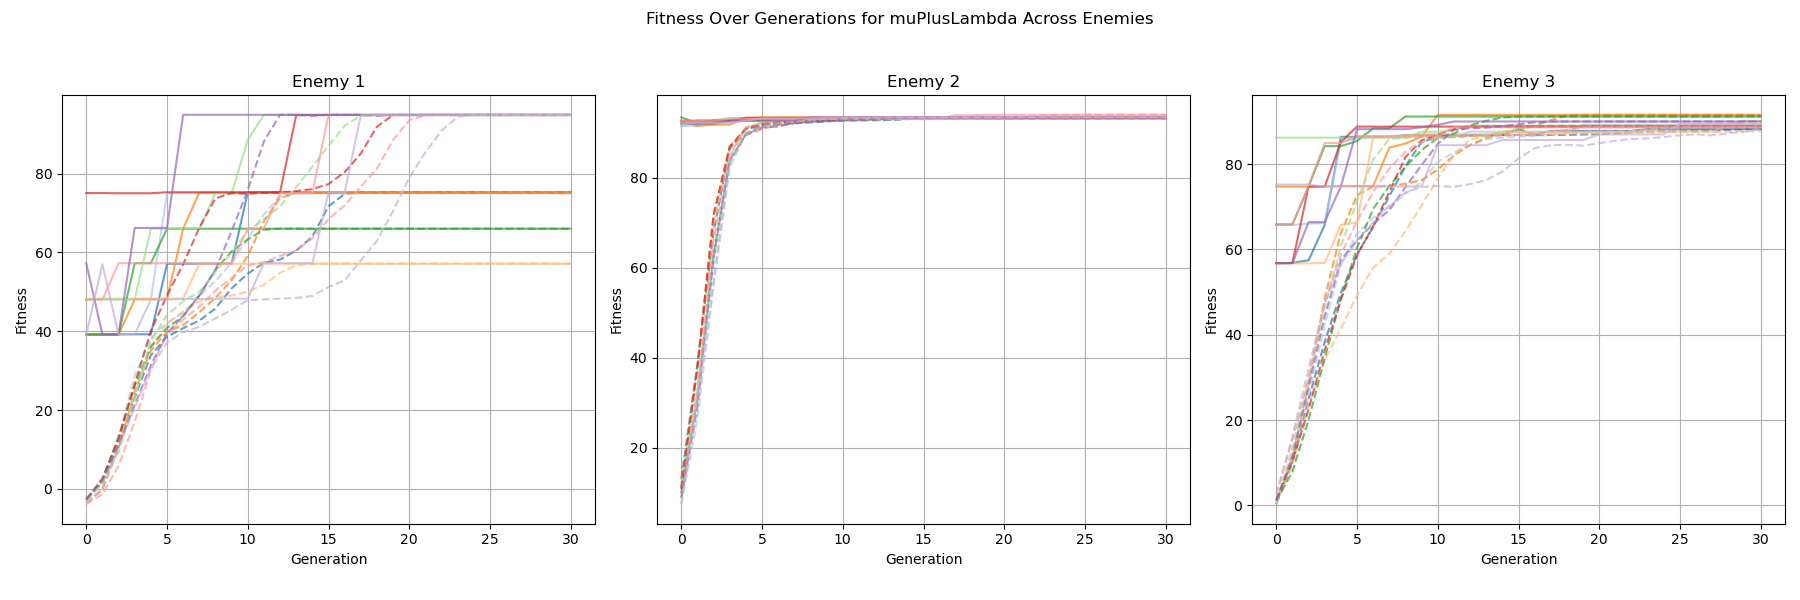 Fitness Over Generations for muPlusLambda Across Enemies
Enemy 1
Fitness
80
60
40
20
0
0 5 10 15 20 25 30
Generation
Enemy 2
Fitness
80
60
40
20
0 5 10 15 20 25 30
Generation
Enemy 3
Fitness
80
60
40
20
0
0 5 10 15 20 25 30
Generation